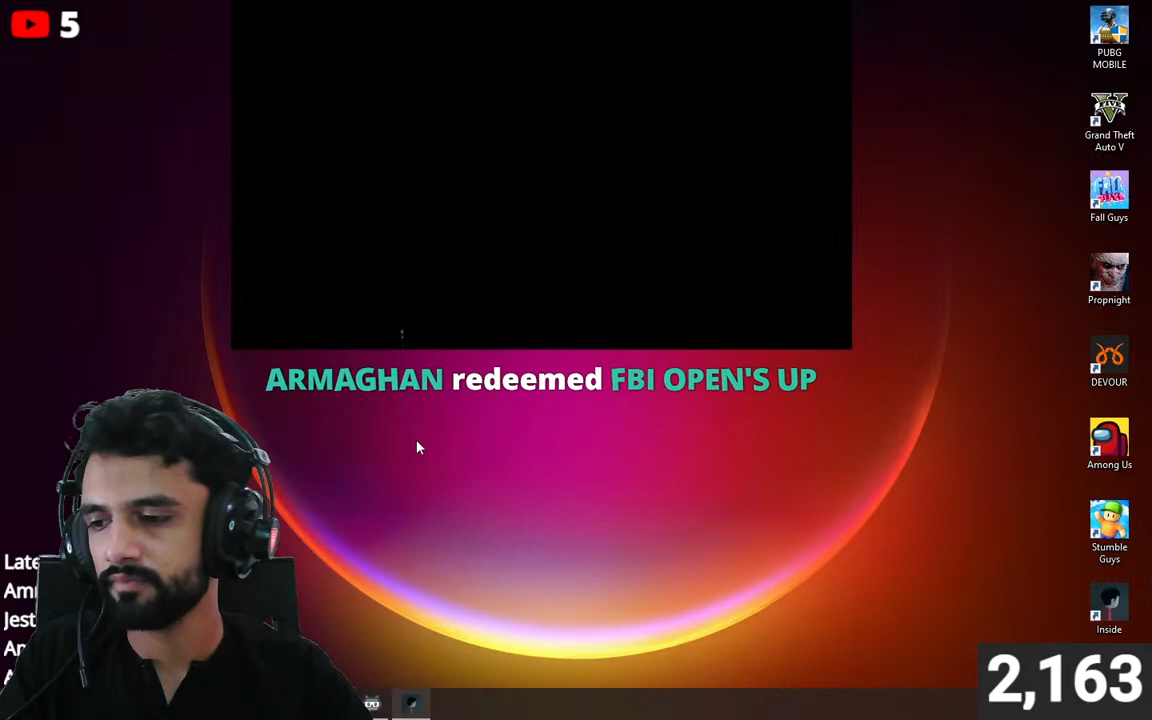 5
PUBG
MOBILE
Grand Theft
Auto V
Fall Guys
Propnight
DEVOUR
Among Us
Stumble
Guys
Inside
ARMAGHAN redeemed FBI OPEN'S UP
2,163